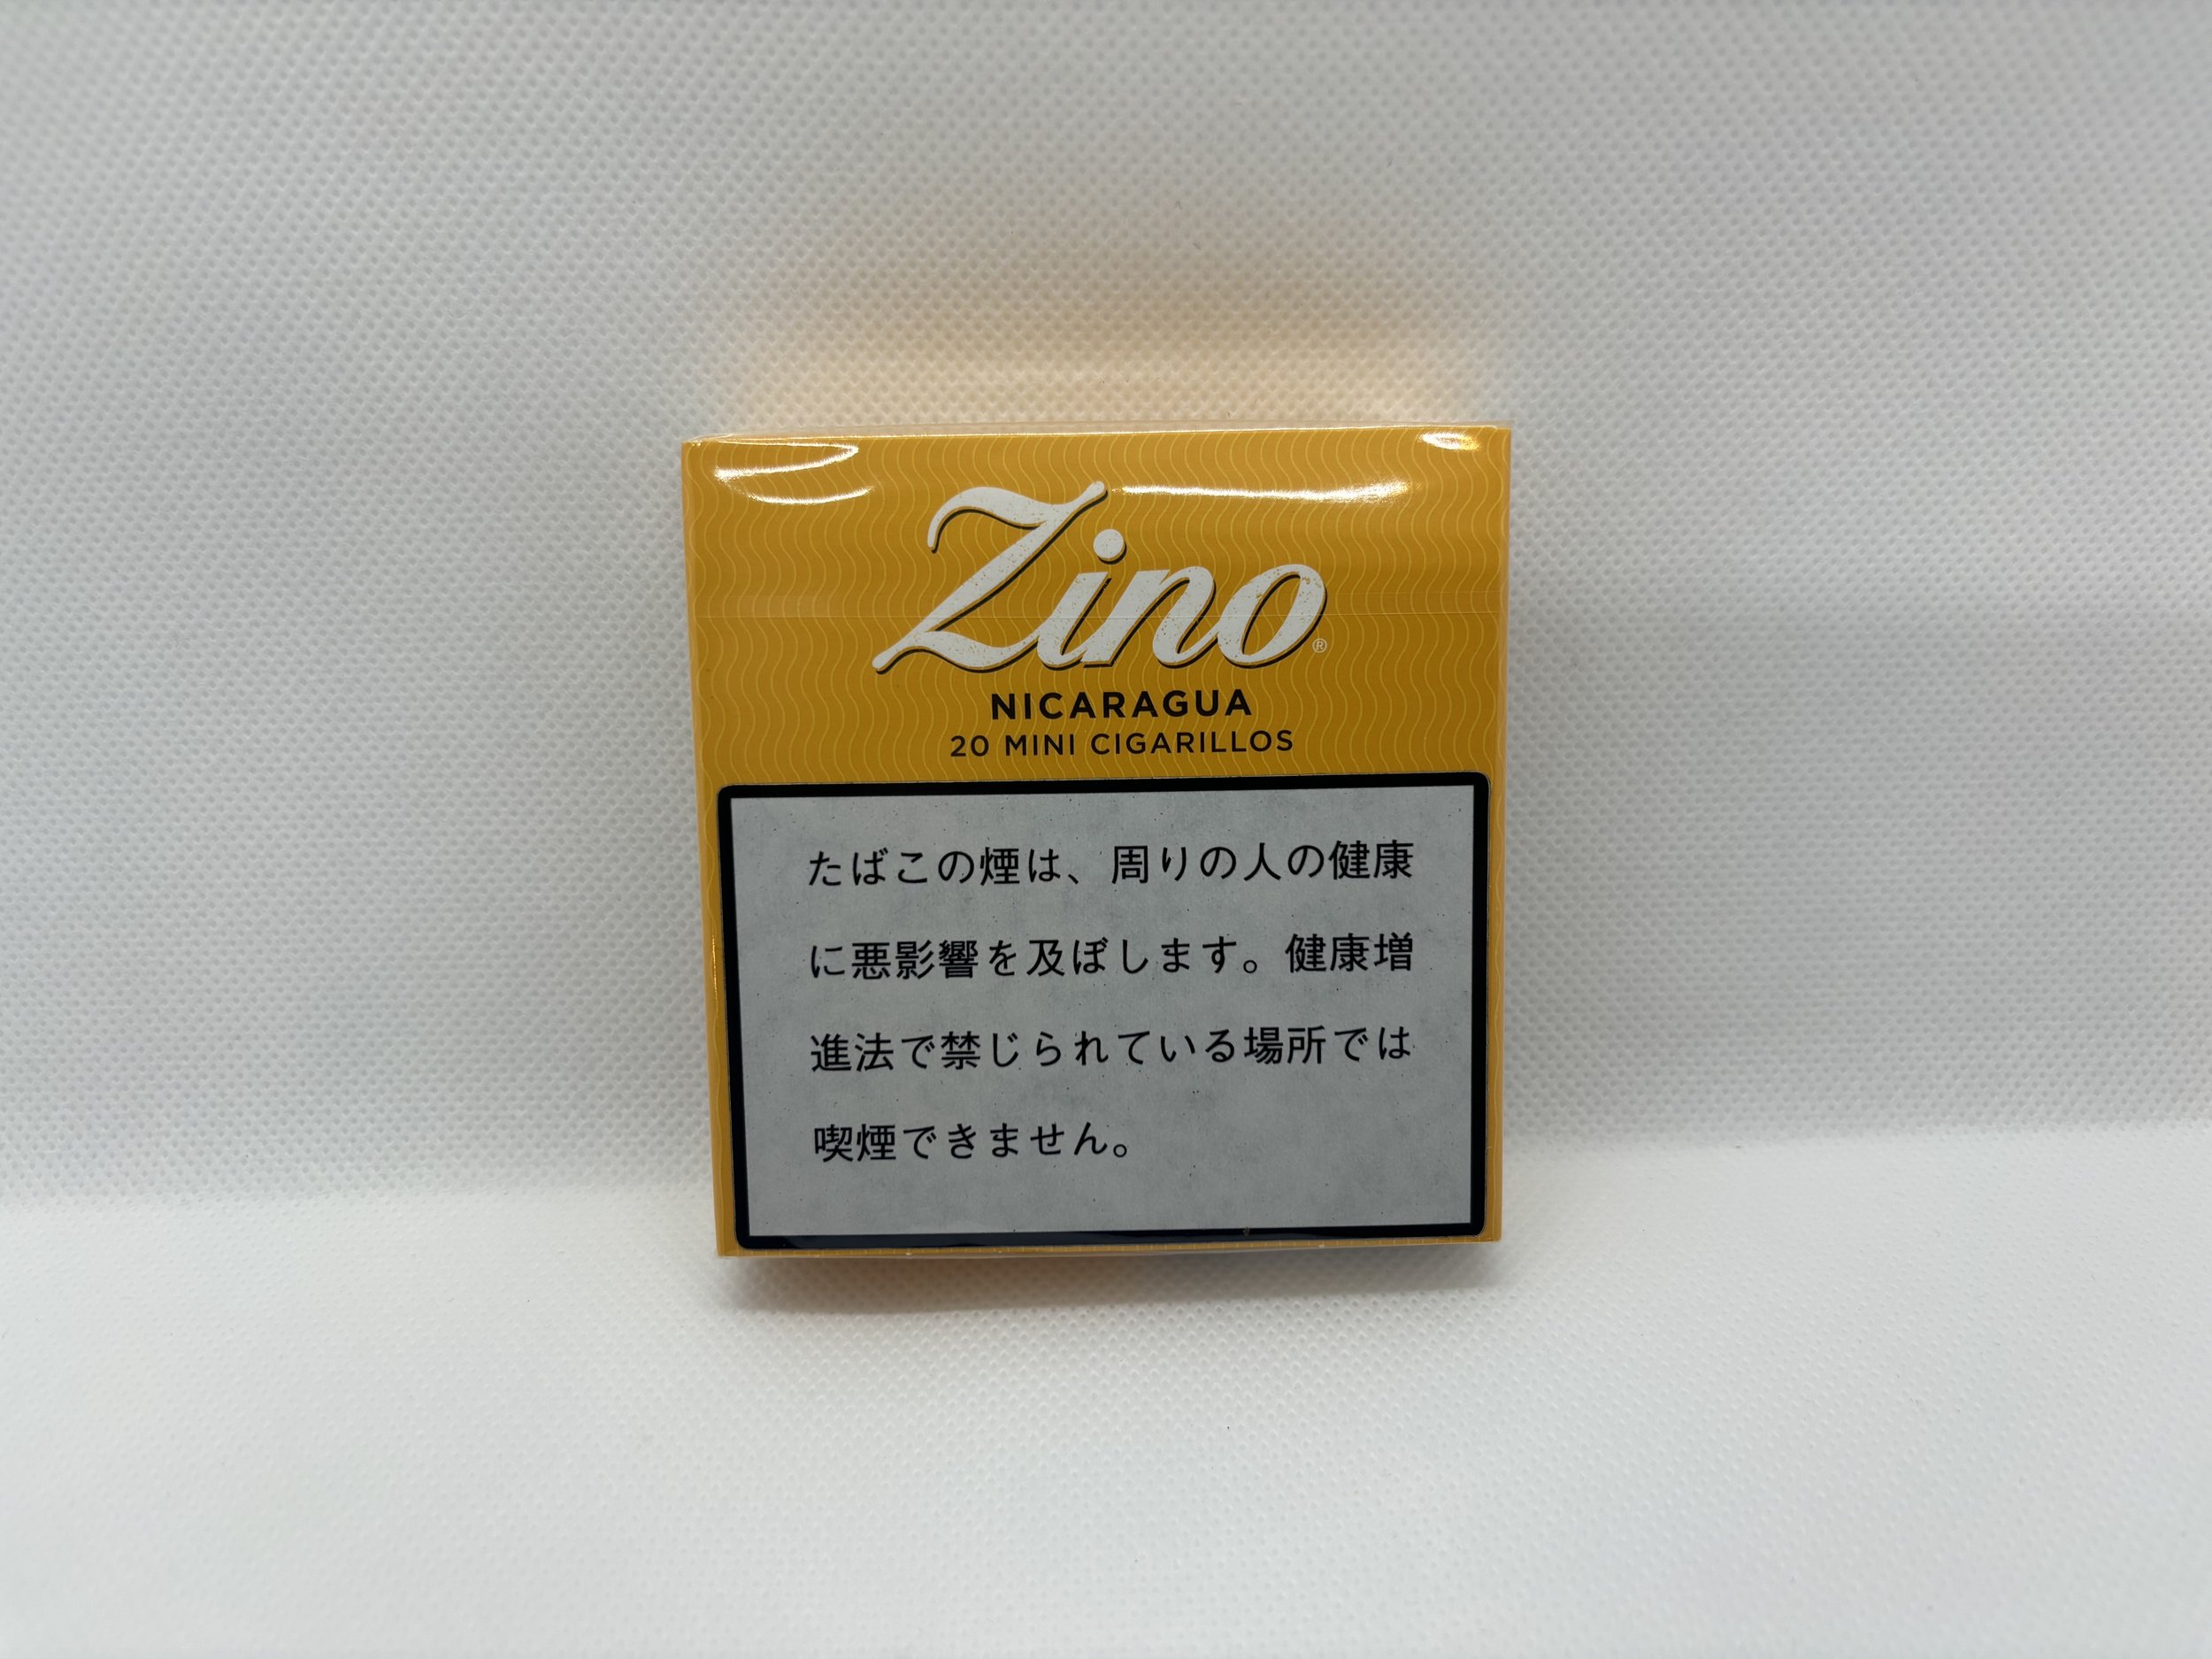 Zino®
NICARAGUA
20 MINI CIGARILLOS
たばこの煙は、周りの人の健康
に悪影響を及ぼします。健康増
進法で禁じられている場所では
喫煙できません。